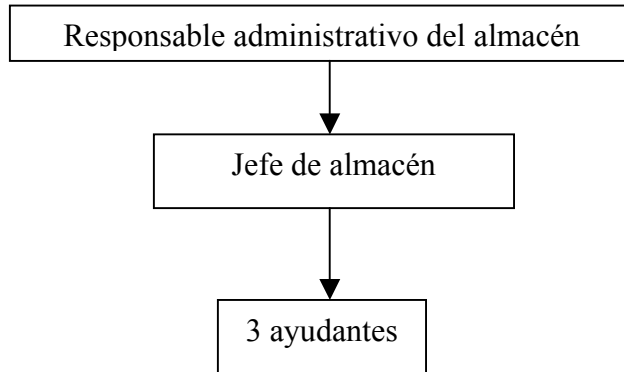 Responsable administrativo del almacén
Jefe de almacén
3 ayudantes